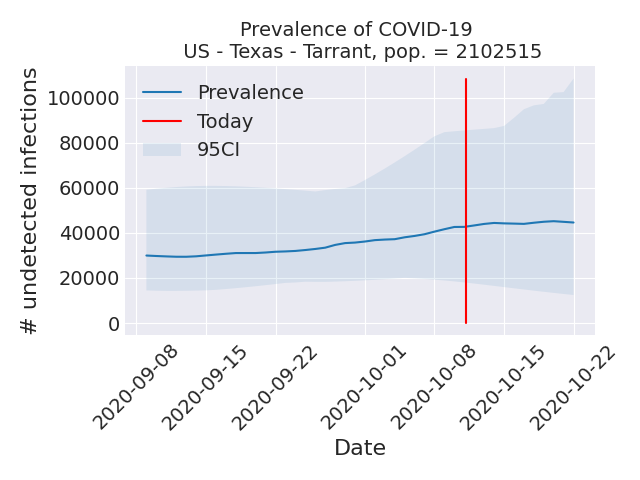 Prevalence of COVID-19
US - Texas - Tarrant, pop. = 2102515
# undetected infections
100000
80000
60000
40000
20000
0
Prevalence
Today
95CI
2020-09-08
2020-09-15
2020-09-22
2020-10-01
2020-10-08
2020-10-15
2020-10-22
Date